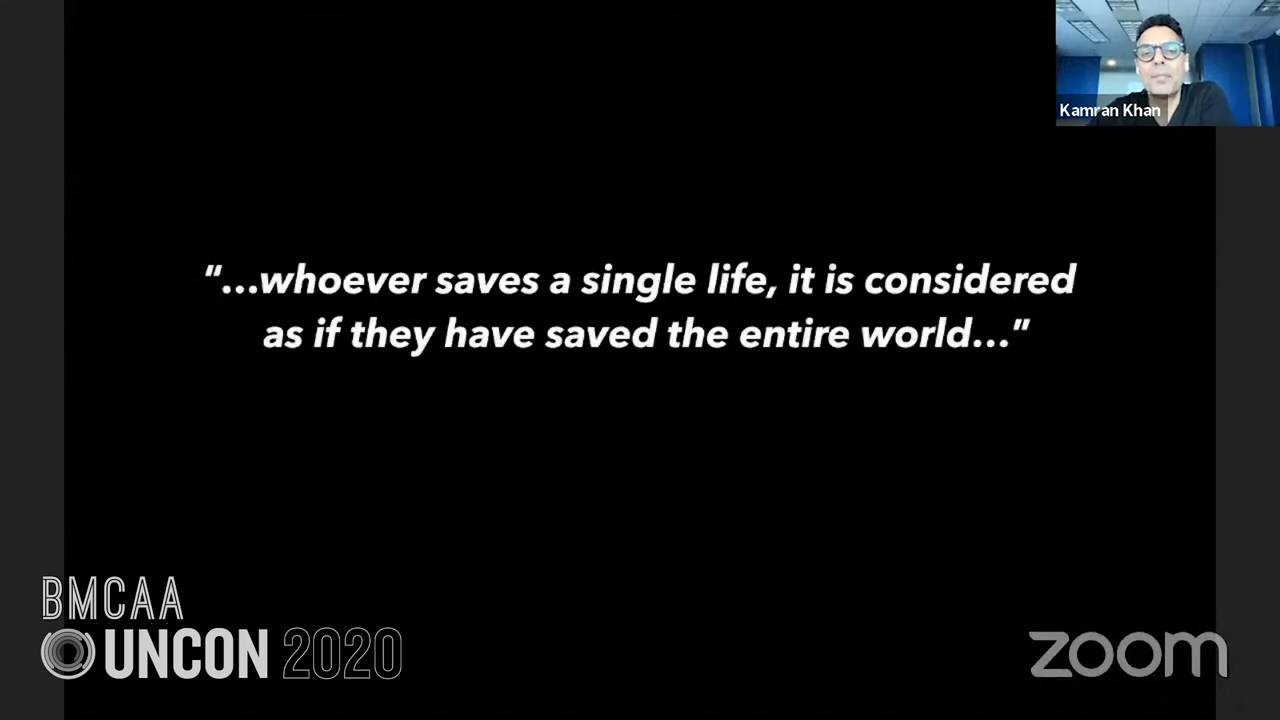 Kamran Khan
"...whoever saves a single life, it is considered
as if they have saved the entire world..."
BMCAA
UNCON 2020
zoom